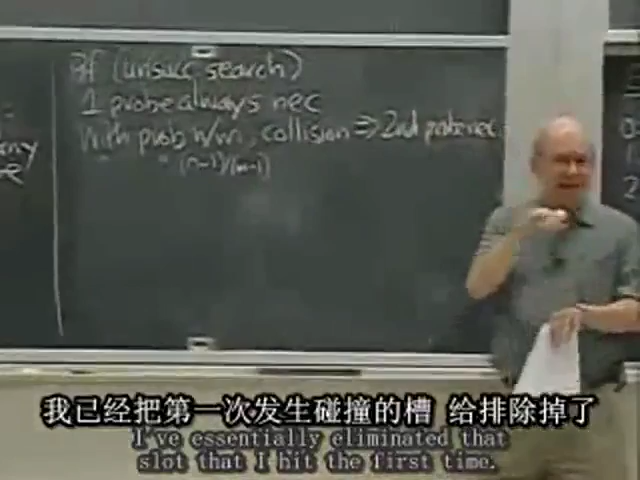 Pf (unsucc search)
1 probe always nec
With prob n/m, collision ⇒ 2nd probe nec
" " (n-1)/(m-1)
我已经把第一次发生碰撞的槽 给排除掉了
I've essentially eliminated that
slot that I hit the first time.